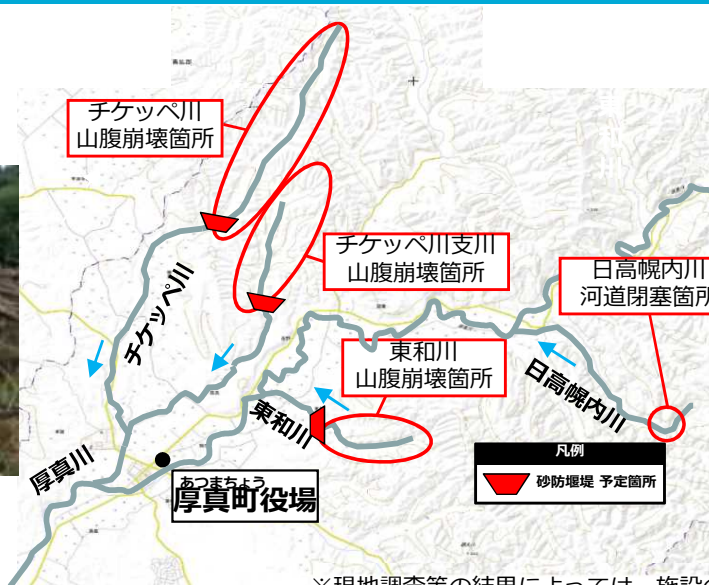 チケッペ川
山腹崩壊箇所
チケッペ川支川
山腹崩壊箇所
日高幌内川
河道閉塞箇所
東和川
山腹崩壊箇所
チケッペ川
日高幌内川
東和川
厚真川
あつまちょう
厚真町役場
凡例
砂防堰堤 予定箇所
※現地調査等の結果によっては、施設の